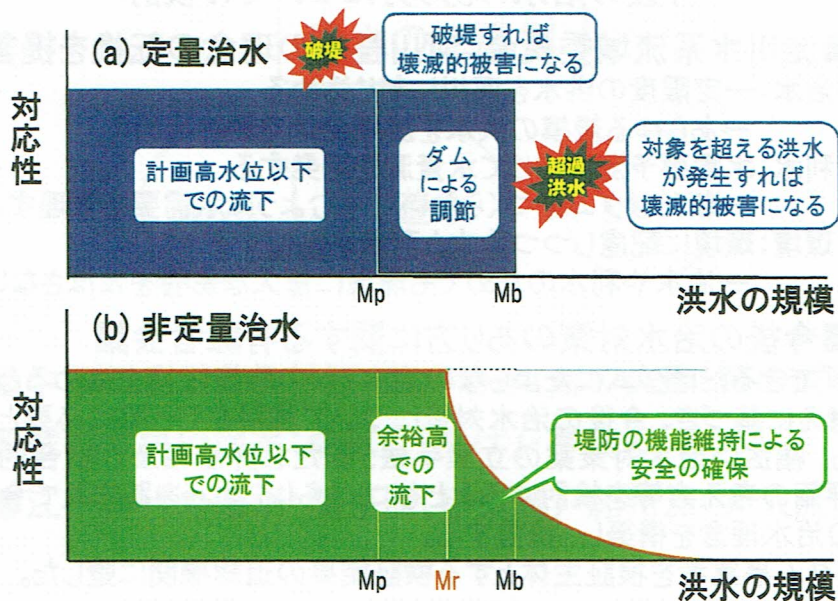 (a) 定量治水
破堤
破堤すれば
壊滅的被害になる
対応性
計画高水位以下
での流下
ダム
による
調節
超過
洪水
対象を超える洪水
が発生すれば
壊滅的被害になる
Mp
Mb
洪水の規模
(b) 非定量治水
対応性
計画高水位以下
での流下
余裕高
での
流下
堤防の機能維持による
安全の確保
Mp
Mr
Mb
洪水の規模